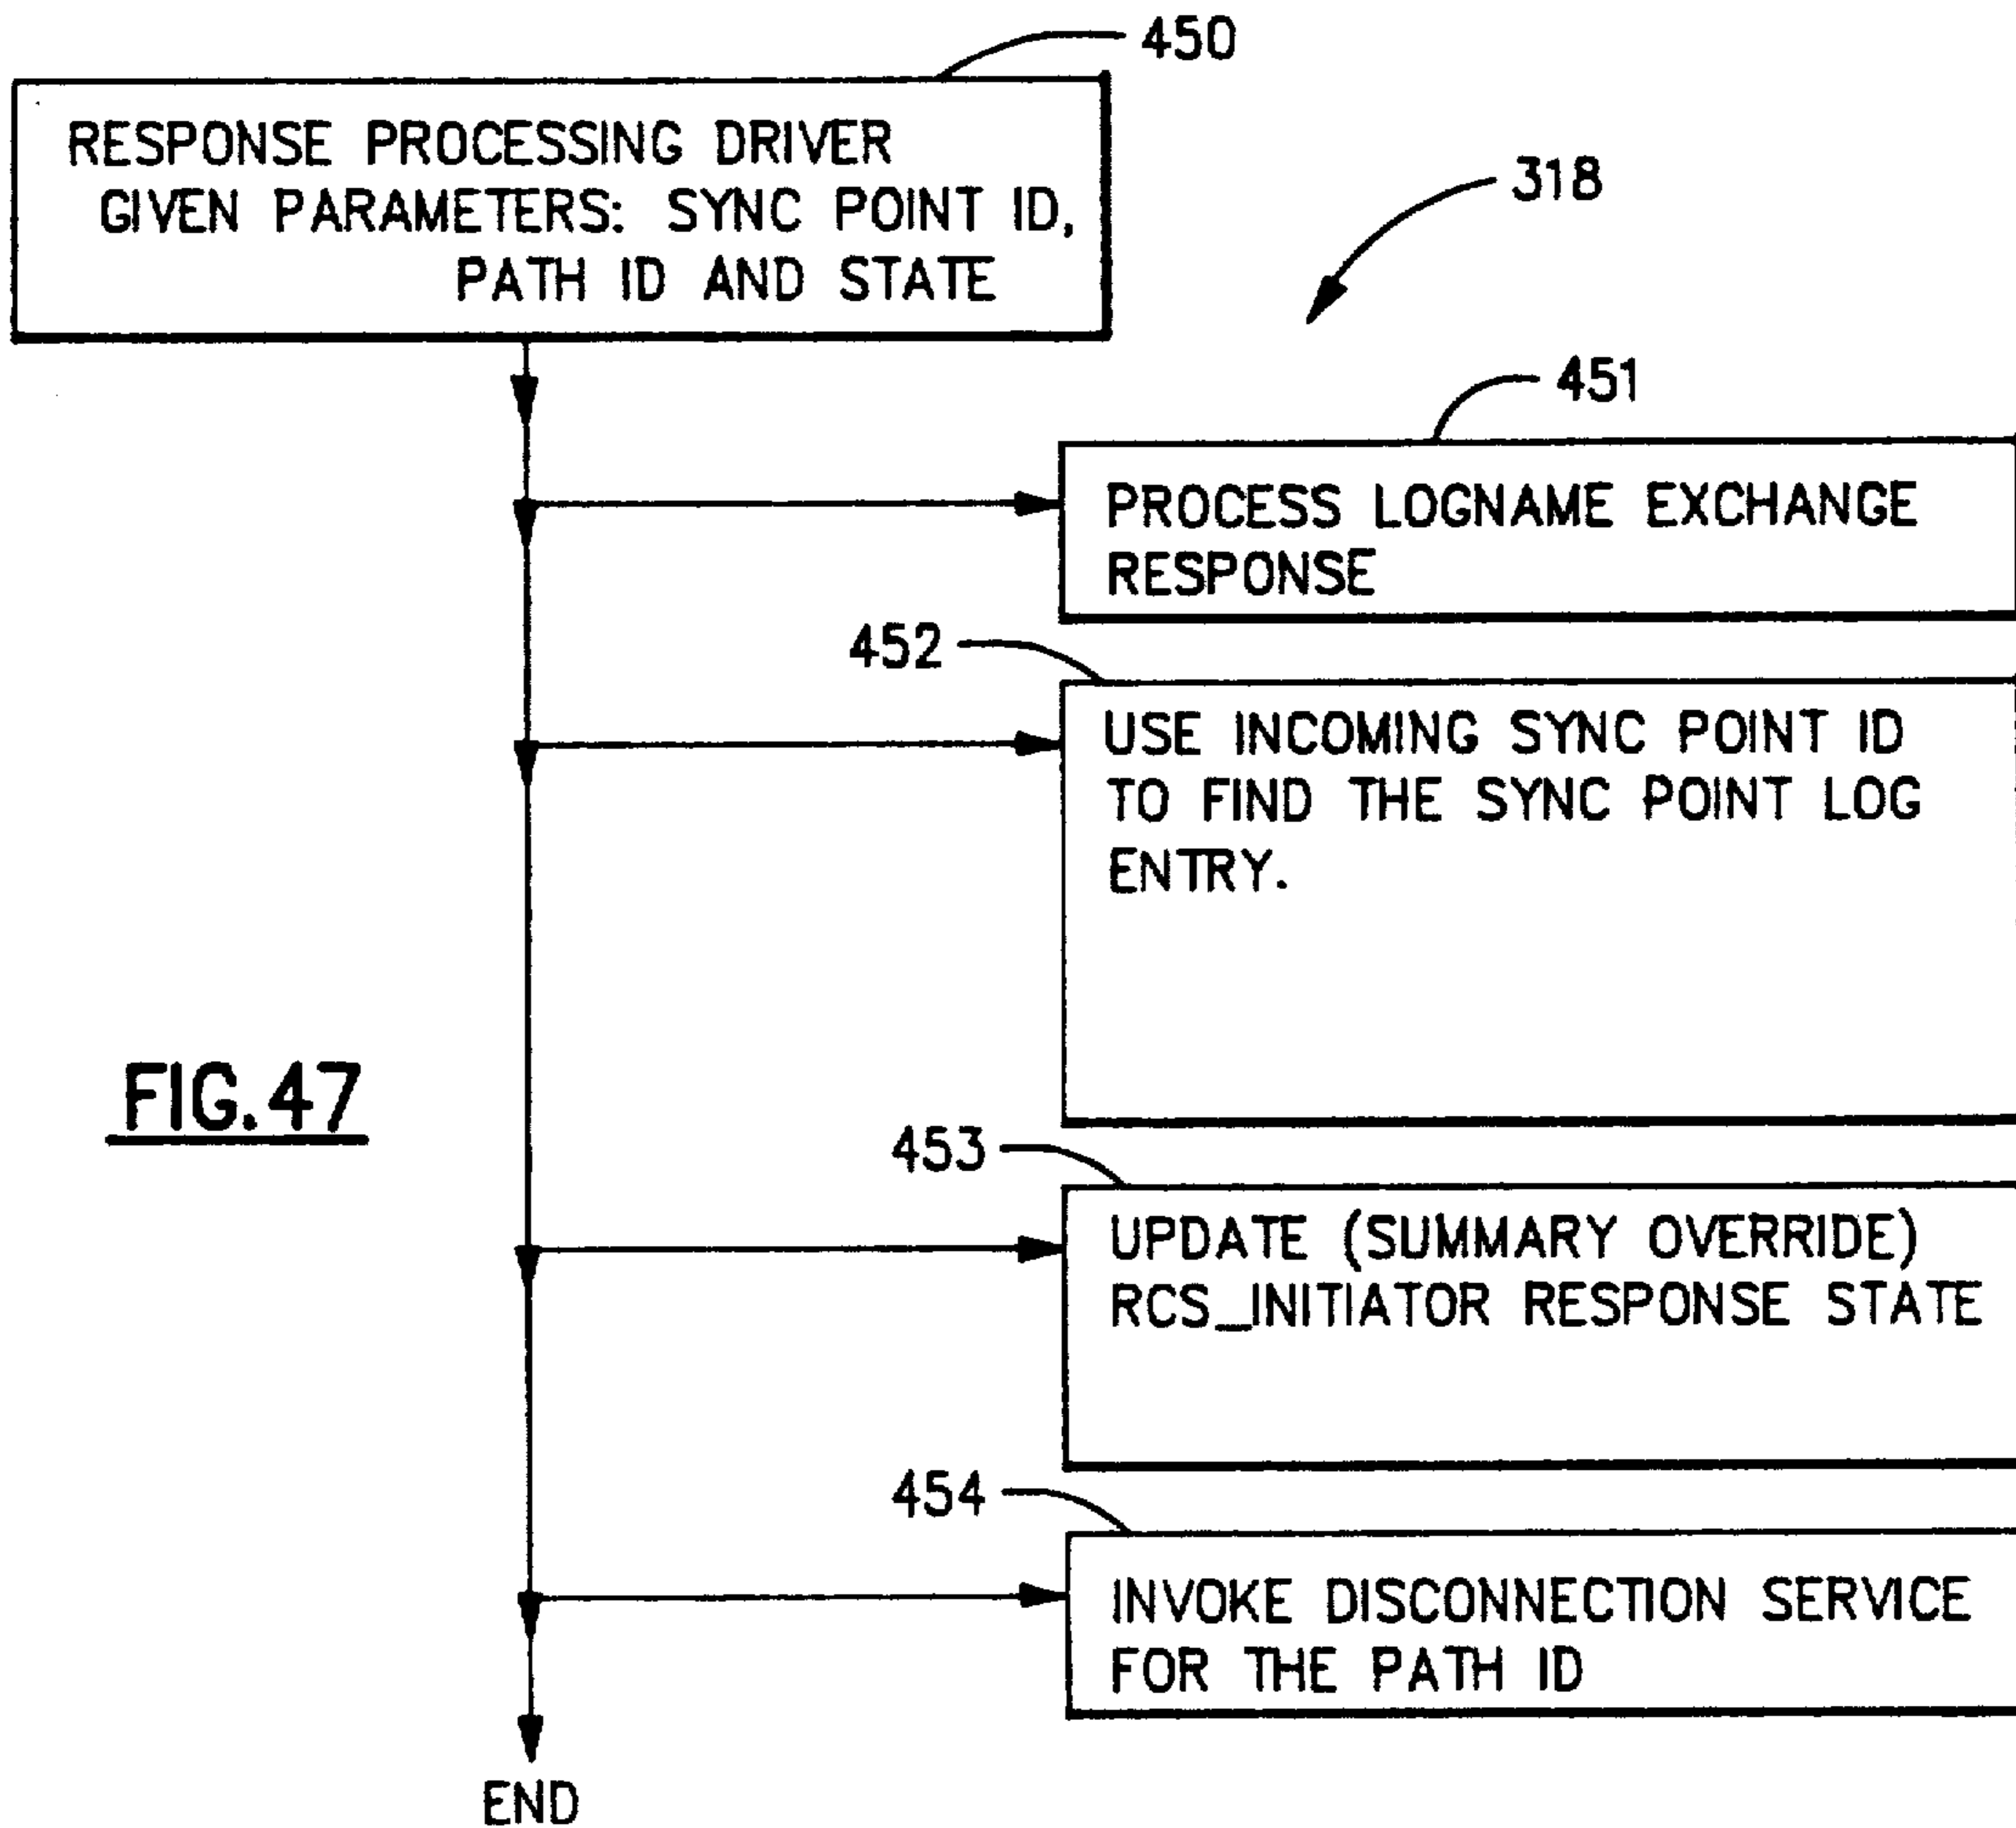 450
RESPONSE PROCESSING DRIVER
GIVEN PARAMETERS: SYNC POINT ID,
PATH ID AND STATE
318
451
PROCESS LOGNAME EXCHANGE
RESPONSE
452
USE INCOMING SYNC POINT ID
TO FIND THE SYNC POINT LOG
ENTRY.
FIG.47
453
UPDATE (SUMMARY OVERRIDE)
RCS_INITIATOR RESPONSE STATE
454
INVOKE DISCONNECTION SERVICE
FOR THE PATH ID
END